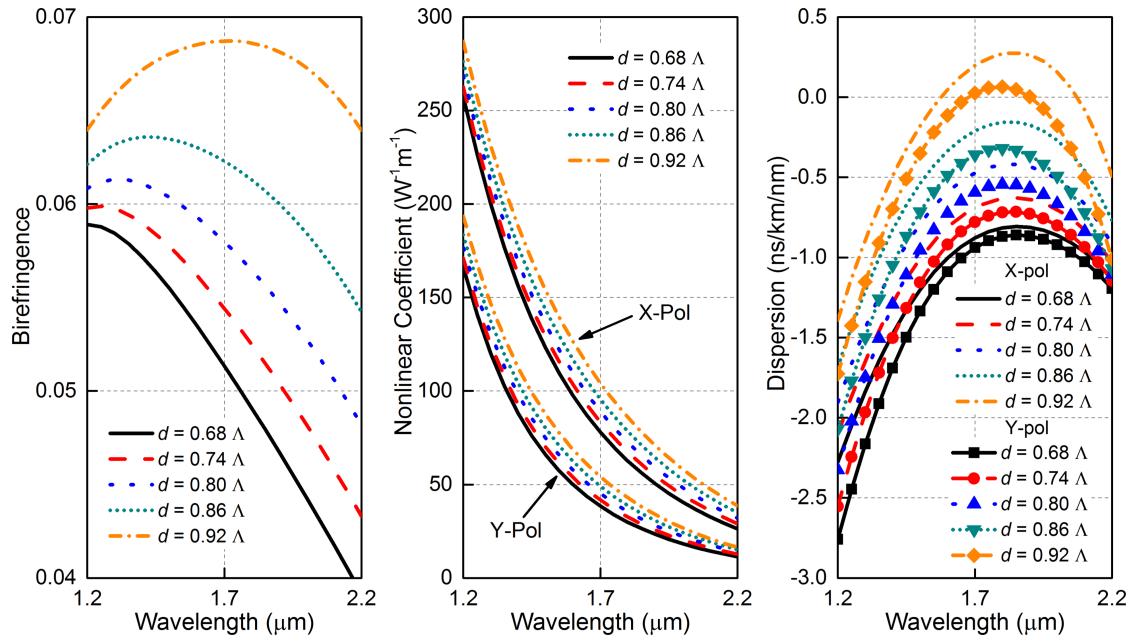 0.07
0.06
0.05
0.04
Birefringence
d = 0.68 Λ
d = 0.74 Λ
d = 0.80 Λ
d = 0.86 Λ
d = 0.92 Λ
1.2 1.7 2.2
Wavelength (μm)
300
250
200
150
100
50
0
Nonlinear Coefficient (W⁻¹m⁻¹)
d = 0.68 Λ
d = 0.74 Λ
d = 0.80 Λ
d = 0.86 Λ
d = 0.92 Λ
X-Pol
Y-Pol
1.2 1.7 2.2
Wavelength (μm)
0.5
0.0
-0.5
-1.0
-1.5
-2.0
-2.5
-3.0
Dispersion (ns/km/nm)
X-pol
d = 0.68 Λ
d = 0.74 Λ
d = 0.80 Λ
d = 0.86 Λ
d = 0.92 Λ
Y-pol
d = 0.68 Λ
d = 0.74 Λ
d = 0.80 Λ
d = 0.86 Λ
d = 0.92 Λ
1.2 1.7 2.2
Wavelength (μm)